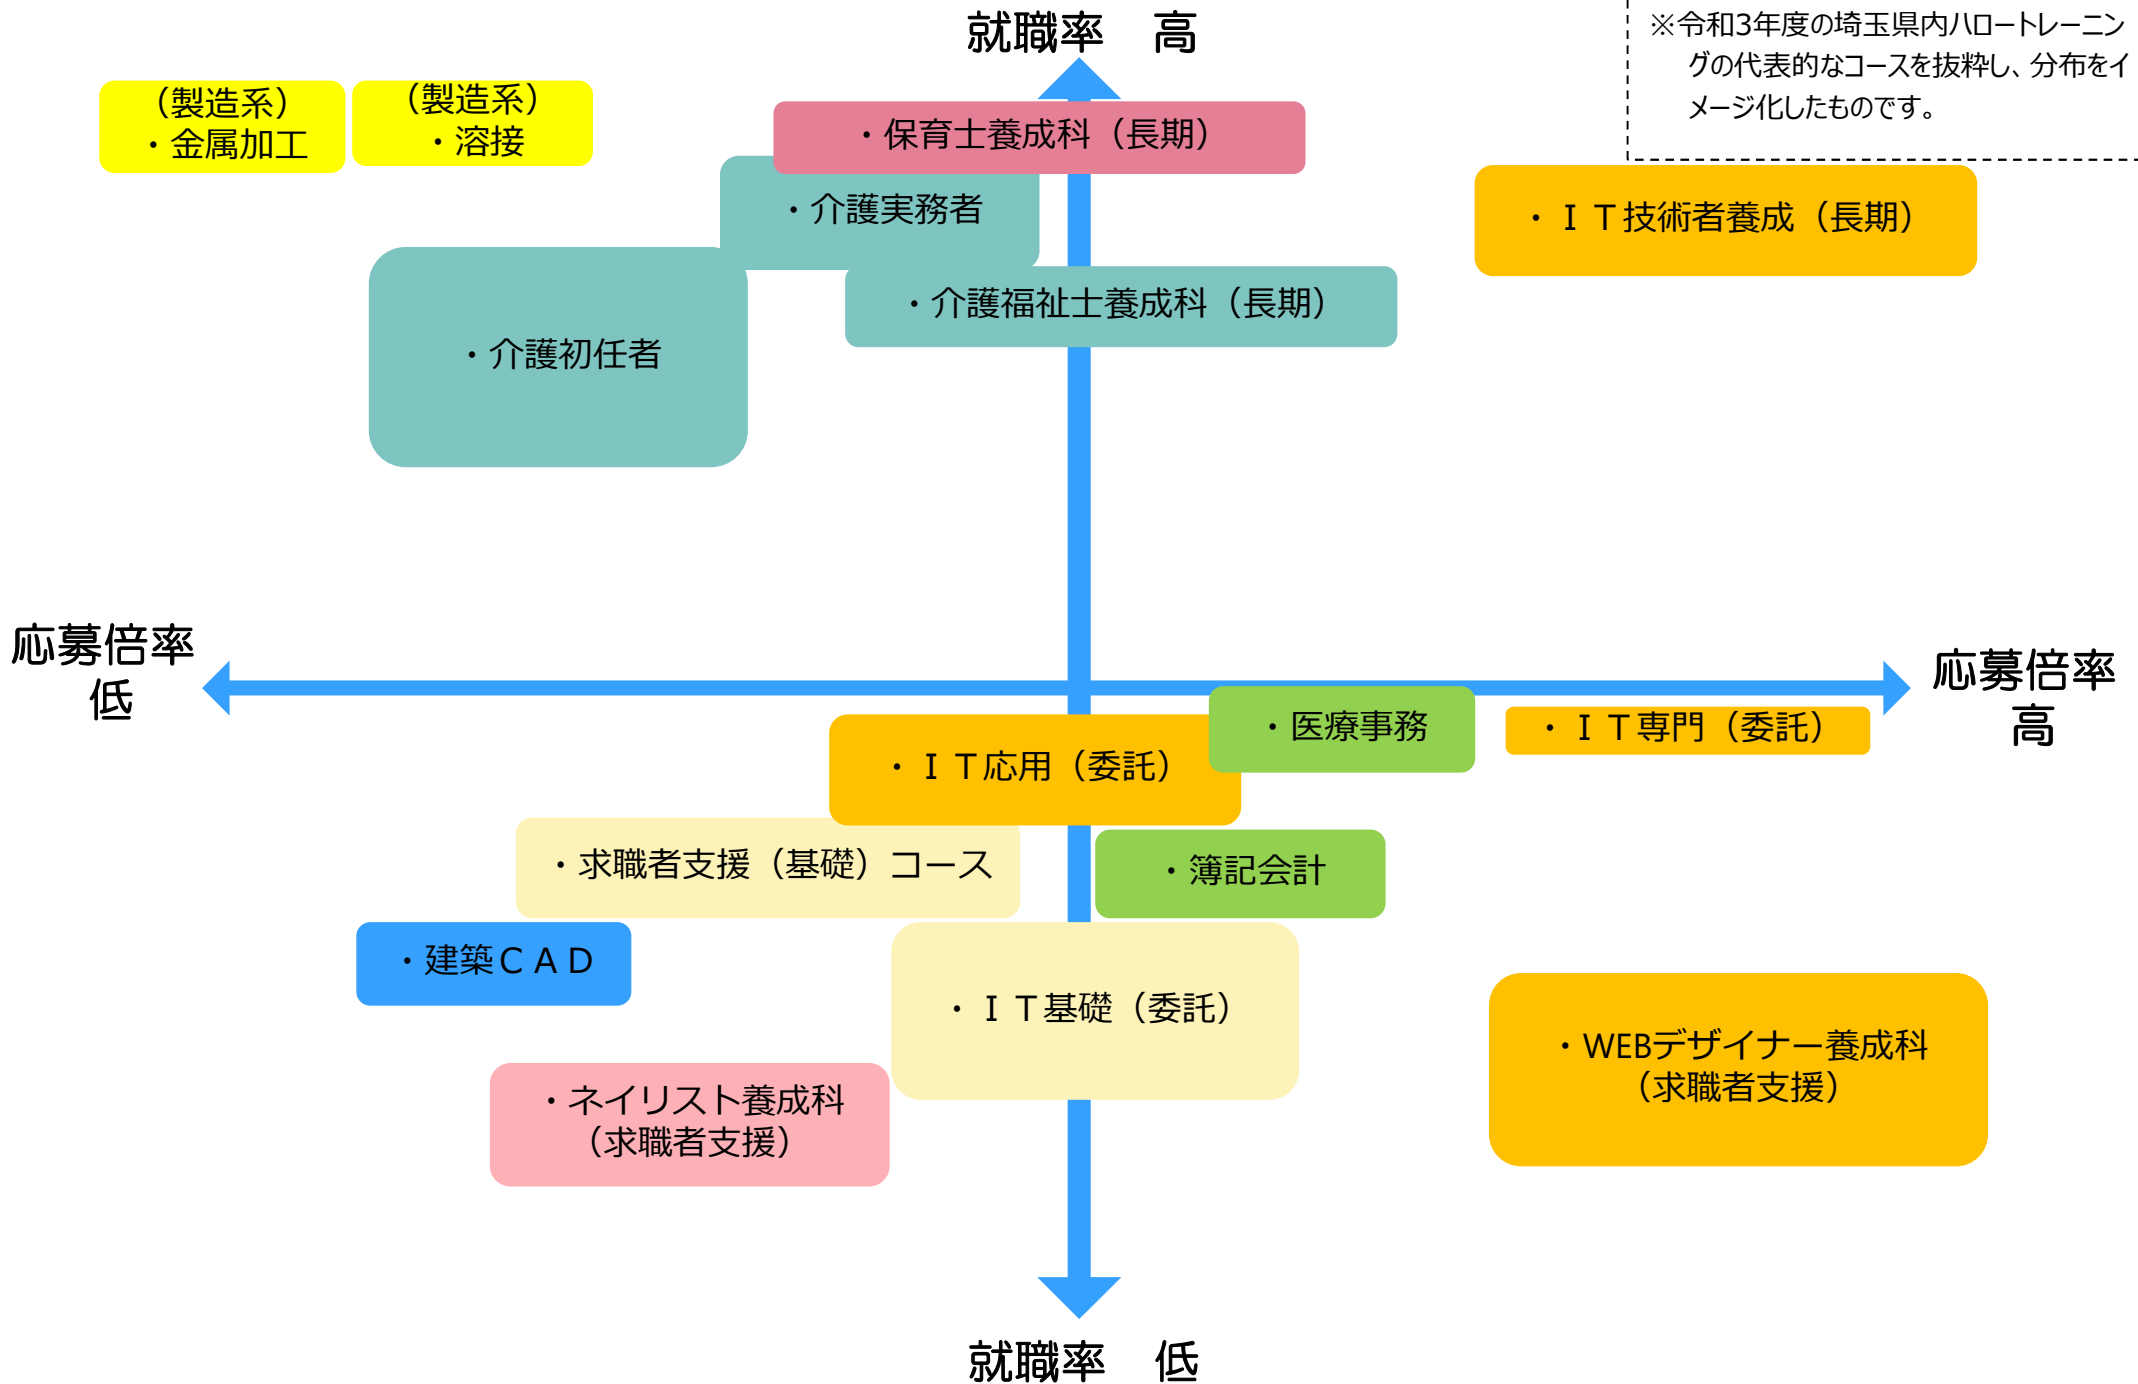 就職率　高
※令和3年度の埼玉県内ハロートレーニン
グの代表的なコースを抜粋し、分布をイ
メージ化したものです。
（製造系）
・金属加工
（製造系）
・溶接
・保育士養成科（長期）
・介護実務者
・ＩＴ技術者養成（長期）
・介護福祉士養成科（長期）
・介護初任者
応募倍率
低
応募倍率
高
・医療事務
・ＩＴ専門（委託）
・ＩＴ応用（委託）
・求職者支援（基礎）コース
・簿記会計
・建築ＣＡＤ
・ＩＴ基礎（委託）
・WEBデザイナー養成科
（求職者支援）
・ネイリスト養成科
（求職者支援）
就職率　低